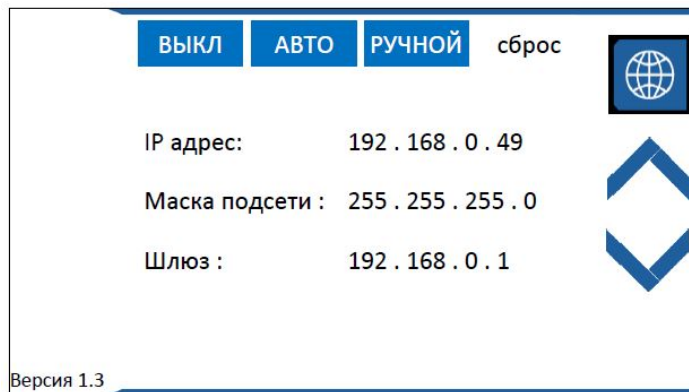 ВЫКЛ АВТО РУЧНОЙ сброс
IP адрес: 192 . 168 . 0 . 49
Маска подсети : 255 . 255 . 255 . 0
Шлюз : 192 . 168 . 0 . 1
Версия 1.3